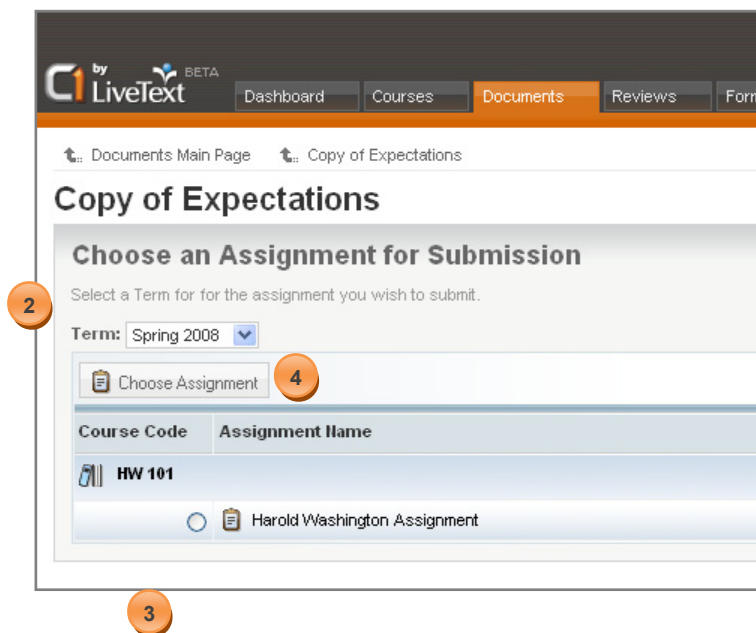 C1 by LiveText BETA
Dashboard Courses Documents Reviews Forn
Documents Main Page Copy of Expectations
Copy of Expectations
Choose an Assignment for Submission
2
Select a Term for for the assignment you wish to submit.
Term: Spring 2008
Choose Assignment 4
Course Code Assignment Name
HW 101
Harold Washington Assignment
3